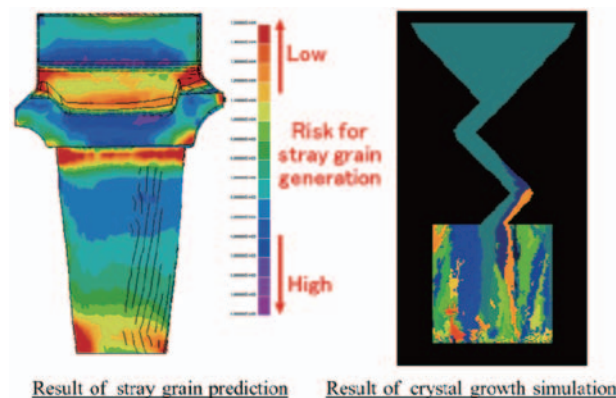 Low
Risk for
stray grain
generation
High
Result of stray grain prediction
Result of crystal growth simulation